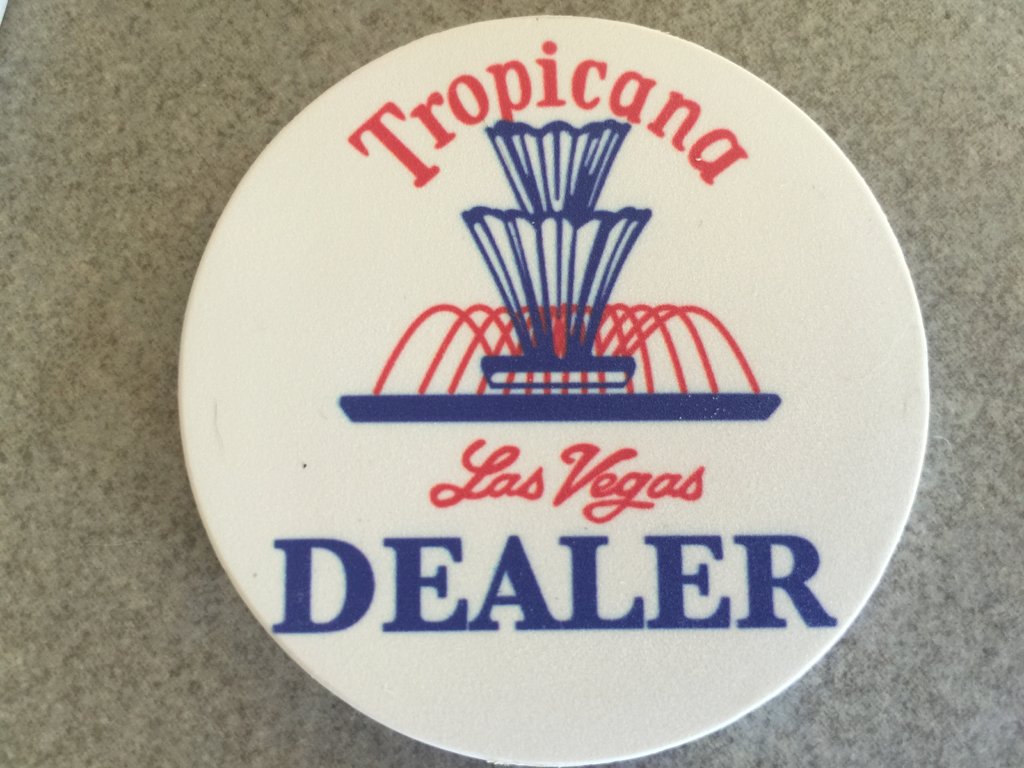 Tropicana
Las Vegas
DEALER